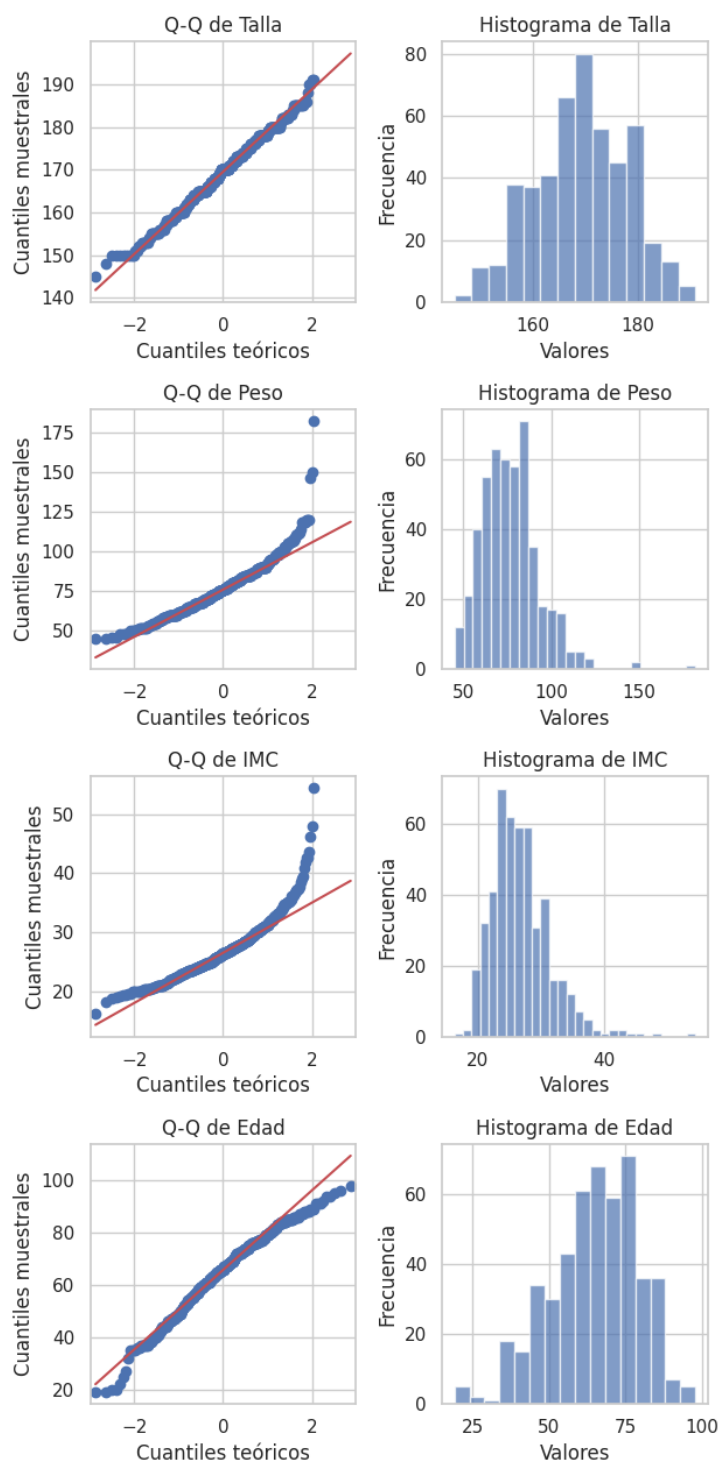 Q-Q de Talla
Histograma de Talla
Cuantiles muestrales
190
180
170
160
150
140
−2
0
2
Cuantiles teóricos
Frecuencia
80
60
40
20
0
160
180
Valores
Q-Q de Peso
Histograma de Peso
Cuantiles muestrales
175
150
125
100
75
50
−2
0
2
Cuantiles teóricos
Frecuencia
60
40
20
0
50
100
150
Valores
Q-Q de IMC
Histograma de IMC
Cuantiles muestrales
50
40
30
20
−2
0
2
Cuantiles teóricos
Frecuencia
60
40
20
0
20
40
Valores
Q-Q de Edad
Histograma de Edad
Cuantiles muestrales
100
80
60
40
20
−2
0
2
Cuantiles teóricos
Frecuencia
60
40
20
0
25
50
75
100
Valores